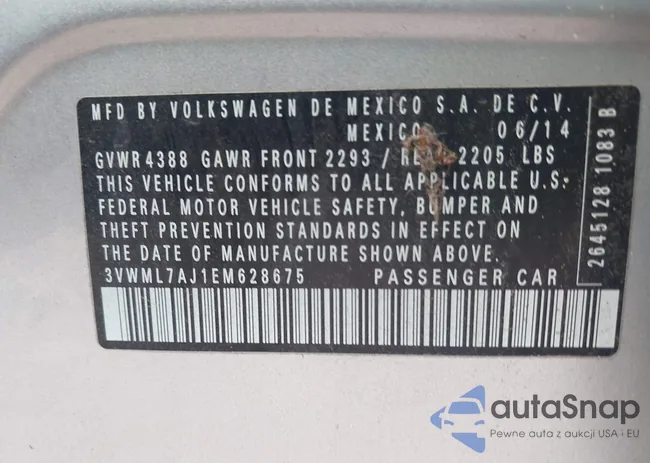 MFD BY VOLKSWAGEN DE MEXICO S.A. DE C.V.
MEXICO 06/14
GVWR 4388 GAWR FRONT 2293 / 2205 LBS
THIS VEHICLE CONFORMS TO ALL APPLICABLE U.S.
FEDERAL MOTOR VEHICLE SAFETY, BUMPER AND
THEFT PREVENTION STANDARDS IN EFFECT ON
THE DATE OF MANUFACTURE SHOWN ABOVE.
3VWML7AJ1EM628675 PASSENGER CAR
2645128 1083 B
autaSnap
Pewne auta z aukcji USA i EU